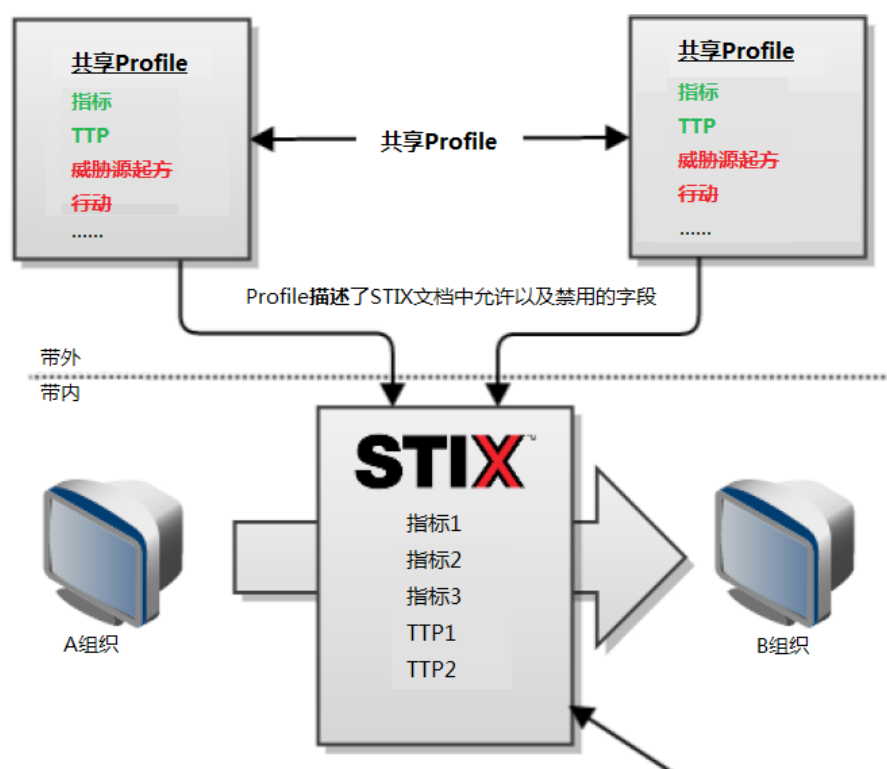 共享Profile
指标
TTP
威胁源起方
行动
......
共享Profile
共享Profile
指标
TTP
威胁源起方
行动
......
Profile描述了STIX文档中允许以及禁用的字段
带外
带内
STIX
指标1
指标2
指标3
TTP1
TTP2
A组织
B组织